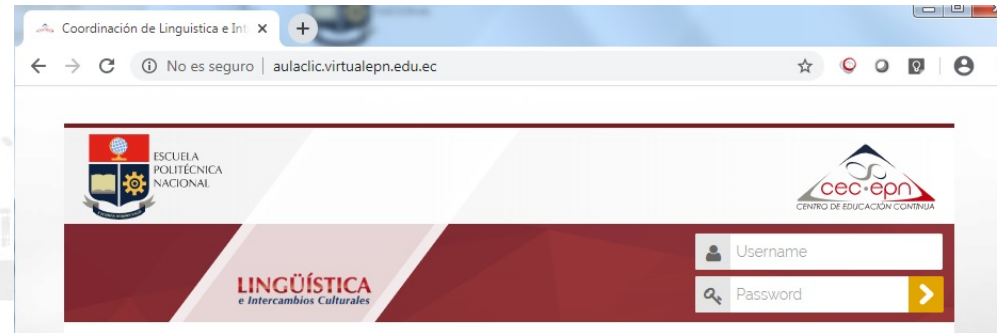 Coordinación de Linguistica e Int
No es seguro | aulaclic.virtualepn.edu.ec
ESCUELA
POLITÉCNICA
NACIONAL
cec-epn
CENTRO DE EDUCACIÓN CONTINUA
Username
LINGÜÍSTICA
e Intercambios Culturales
Password